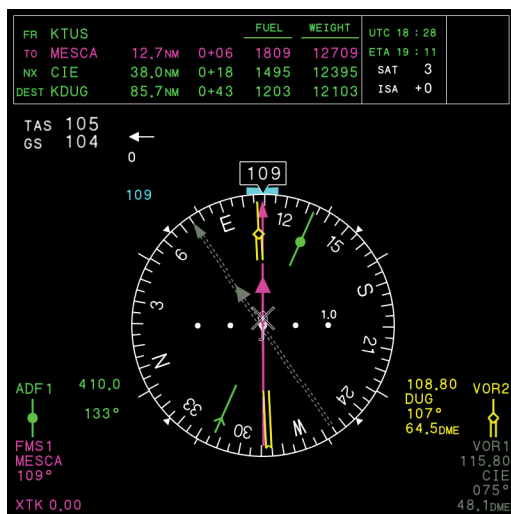 FUEL WEIGHT UTC 18:28
FR KTUS
TO MESCA 12.7NM 0+06 1809 12709 ETA 19:11
NX CIE 38.0NM 0+18 1495 12395 SAT 3
DEST KDUG 85.7NM 0+43 1203 12103 ISA +0
TAS 105
GS 104
0
109
109
E 12 15 S 21 24 W 30 33 N 3 6
1.0
ADF1 410.0
133°
FMS1
MESCA
109°
XTK 0.00
108.80 VOR2
DUG
107°
64.5DME
VOR1
115.80
CIE
075°
48.1DME